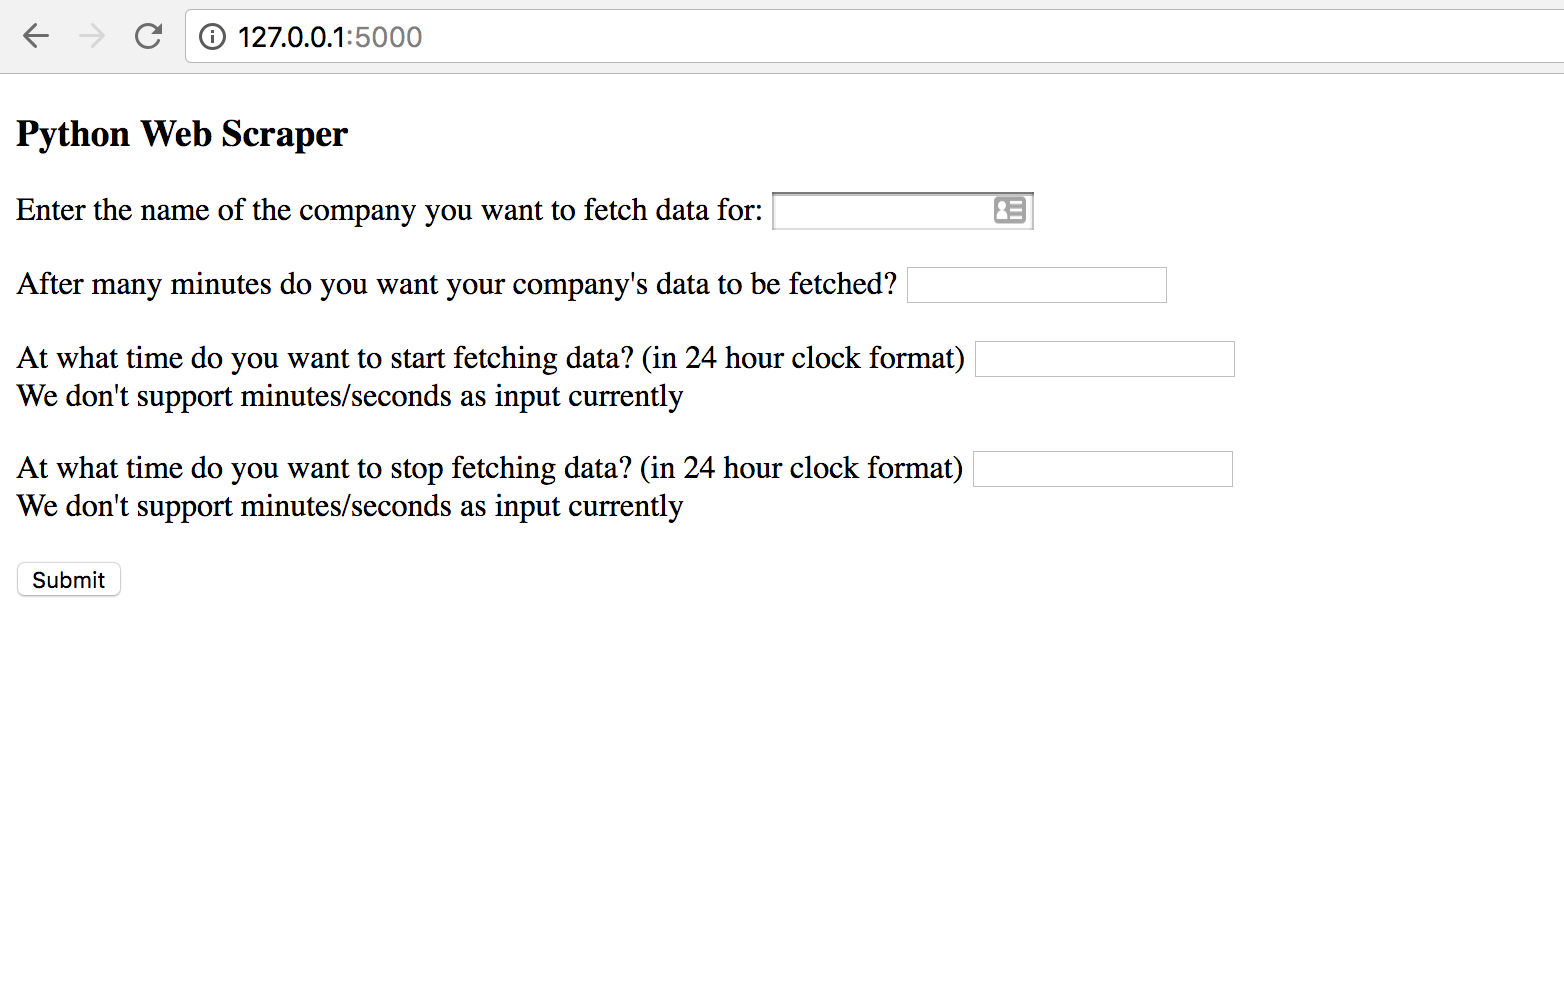 127.0.0.1:5000
Python Web Scraper
Enter the name of the company you want to fetch data for:
After many minutes do you want your company's data to be fetched?
At what time do you want to start fetching data? (in 24 hour clock format)
We don't support minutes/seconds as input currently
At what time do you want to stop fetching data? (in 24 hour clock format)
We don't support minutes/seconds as input currently
Submit